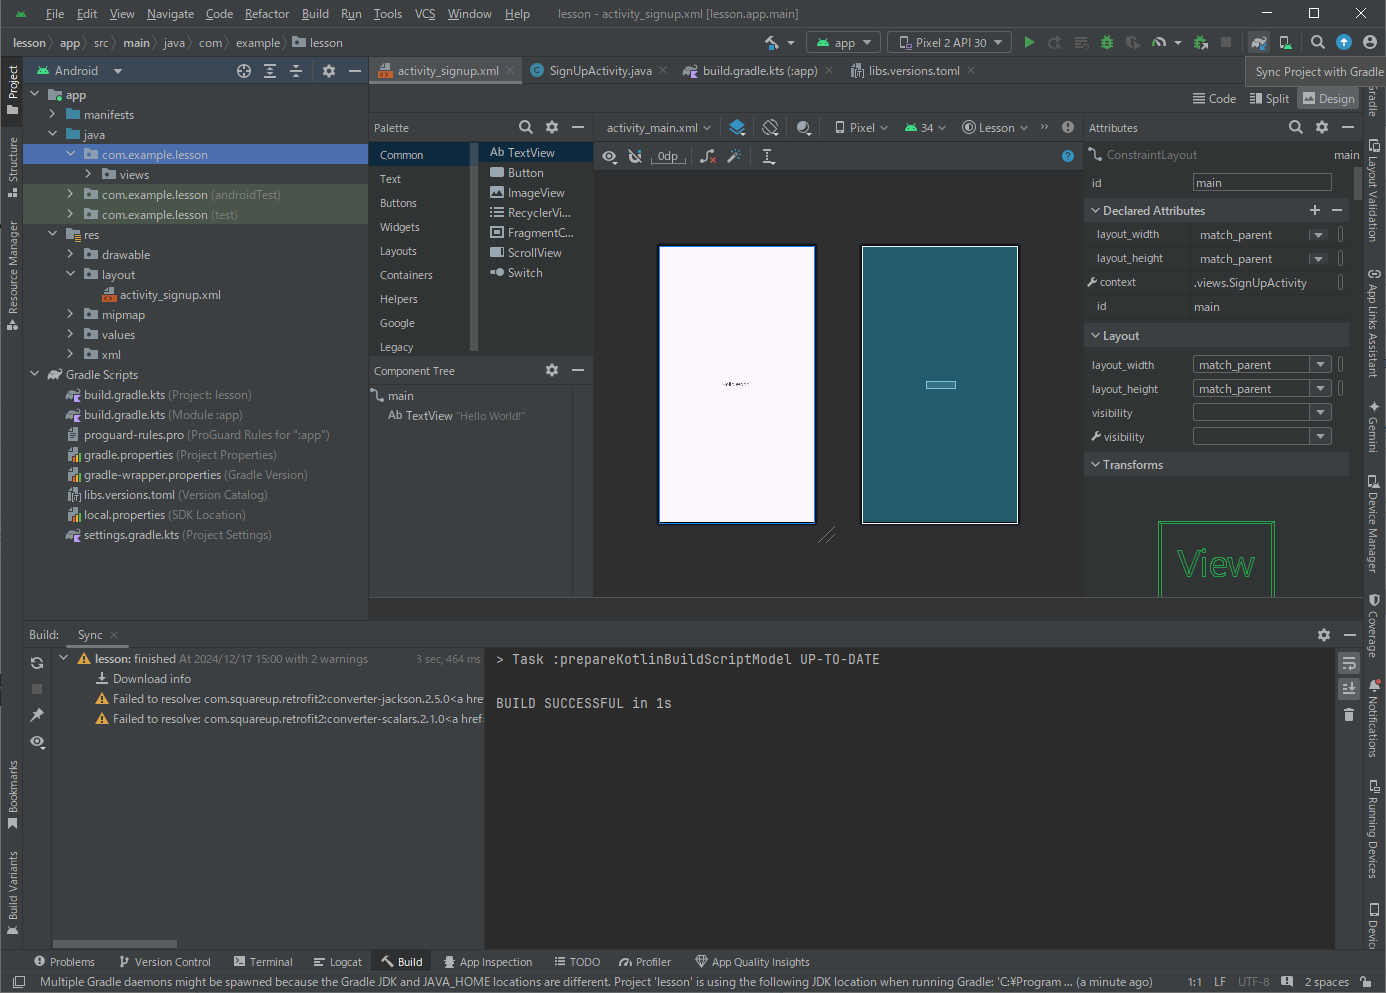 File Edit View Navigate Code Refactor Build Run Tools VCS Window Help lesson - activity_signup.xml [lesson.app.main]
lesson app src main java com example lesson app Pixel 2 API 30
Sync Project with Gradle
Project
Structure
Resource Manager
Bookmarks
Build Variants
Android
app
manifests
java
com.example.lesson
views
com.example.lesson (androidTest)
com.example.lesson (test)
res
drawable
layout
activity_signup.xml
mipmap
values
xml
Gradle Scripts
build.gradle.kts (Project: lesson)
build.gradle.kts (Module :app)
proguard-rules.pro (ProGuard Rules for ":app")
gradle.properties (Project Properties)
gradle-wrapper.properties (Gradle Version)
libs.versions.toml (Version Catalog)
local.properties (SDK Location)
settings.gradle.kts (Project Settings)
activity_signup.xml SignUpActivity.java build.gradle.kts (:app) libs.versions.toml
Code Split Design
Palette
Common
Text
Buttons
Widgets
Layouts
Containers
Helpers
Google
Legacy
Ab TextView
Button
ImageView
RecyclerVi...
FragmentC...
ScrollView
Switch
Component Tree
main
Ab TextView "Hello World!"
activity_main.xml Pixel 34 Lesson
0dp
Attributes
ConstraintLayout main
id main
Declared Attributes
layout_width match_parent
layout_height match_parent
context .views.SignUpActivity
id main
Layout
layout_width match_parent
layout_height match_parent
visibility
visibility
Transforms
View
Gradle
Layout Validation
App Links Assistant
Gemini
Device Manager
Coverage
Notifications
Running Devices
Devic
Build: Sync
lesson: finished At 2024/12/17 15:00 with 2 warnings 3 sec, 464 ms
Download info
Failed to resolve: com.squareup.retrofit2:converter-jackson.2.5.0<a href
Failed to resolve: com.squareup.retrofit2:converter-scalars.2.1.0<a href=
> Task :prepareKotlinBuildScriptModel UP-TO-DATE
BUILD SUCCESSFUL in 1s
Problems Version Control Terminal Logcat Build App Inspection TODO Profiler App Quality Insights
Multiple Gradle daemons might be spawned because the Gradle JDK and JAVA_HOME locations are different. Project 'lesson' is using the following JDK location when running Gradle: 'C:¥Program ... (a minute ago) 1:1 LF UTF-8 2 spaces